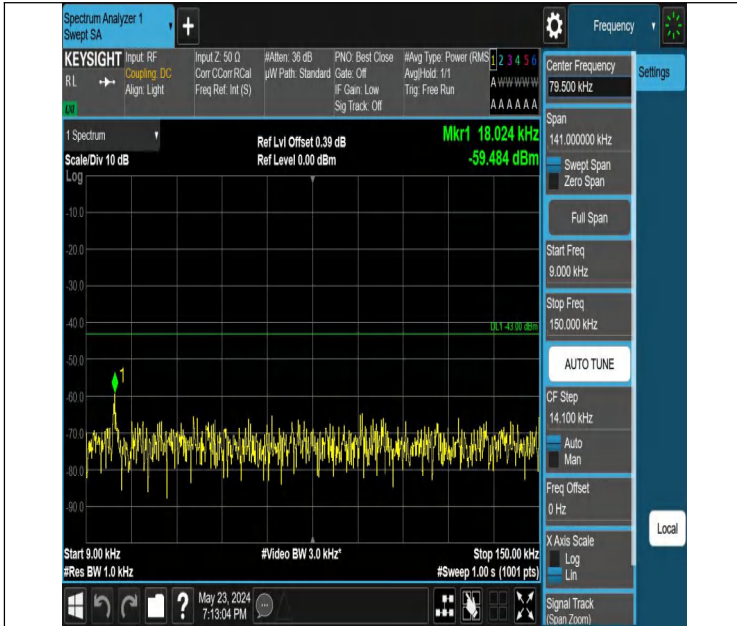 Spectrum Analyzer 1
Swept SA
+
Frequency
KEYSIGHT
RL
Input: RF
Coupling: DC
Align: Light
Input Z: 50 Ω
Corr CCorr RCal
Freq Ref: Int (S)
#Atten: 36 dB
µW Path: Standard
PNO: Best Close
Gate: Off
IF Gain: Low
Sig Track: Off
#Avg Type: Power (RMS
Avg|Hold: 1/1
Trig: Free Run
1 2 3 4 5 6
A W W W W W
A A A A A A
1 Spectrum
Scale/Div 10 dB
Log
Ref Lvl Offset 0.39 dB
Ref Level 0.00 dBm
Mkr1 18.024 kHz
-59.484 dBm
-10.0
-20.0
-30.0
-40.0
DL1 -43.00 dBm
-50.0
1
-60.0
-70.0
-80.0
-90.0
Start 9.00 kHz
#Res BW 1.0 kHz
#Video BW 3.0 kHz*
Stop 150.00 kHz
#Sweep 1.00 s (1001 pts)
?
May 23, 2024
7:13:04 PM
Center Frequency
79.500 kHz
Settings
Span
141.000000 kHz
Swept Span
Zero Span
Full Span
Start Freq
9.000 kHz
Stop Freq
150.000 kHz
AUTO TUNE
CF Step
14.100 kHz
Auto
Man
Freq Offset
0 Hz
X Axis Scale
Log
Lin
Local
Signal Track
(Span Zoom)